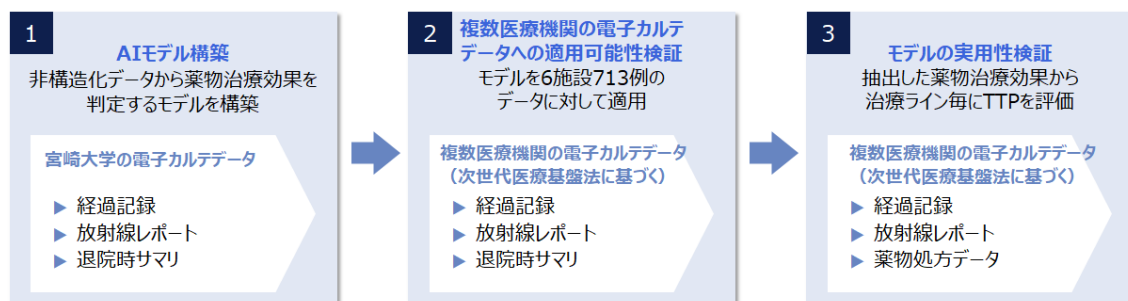 1
AIモデル構築
非構造化データから薬物治療効果を
判定するモデルを構築
宮崎大学の電子カルテデータ
▶ 経過記録
▶ 放射線レポート
▶ 退院時サマリ
2
複数医療機関の電子カルテ
データへの適用可能性検証
モデルを6施設713例の
データに対して適用
複数医療機関の電子カルテデータ
（次世代医療基盤法に基づく）
▶ 経過記録
▶ 放射線レポート
▶ 退院時サマリ
3
モデルの実用性検証
抽出した薬物治療効果から
治療ライン毎にTTPを評価
複数医療機関の電子カルテデータ
（次世代医療基盤法に基づく）
▶ 経過記録
▶ 放射線レポート
▶ 薬物処方データ